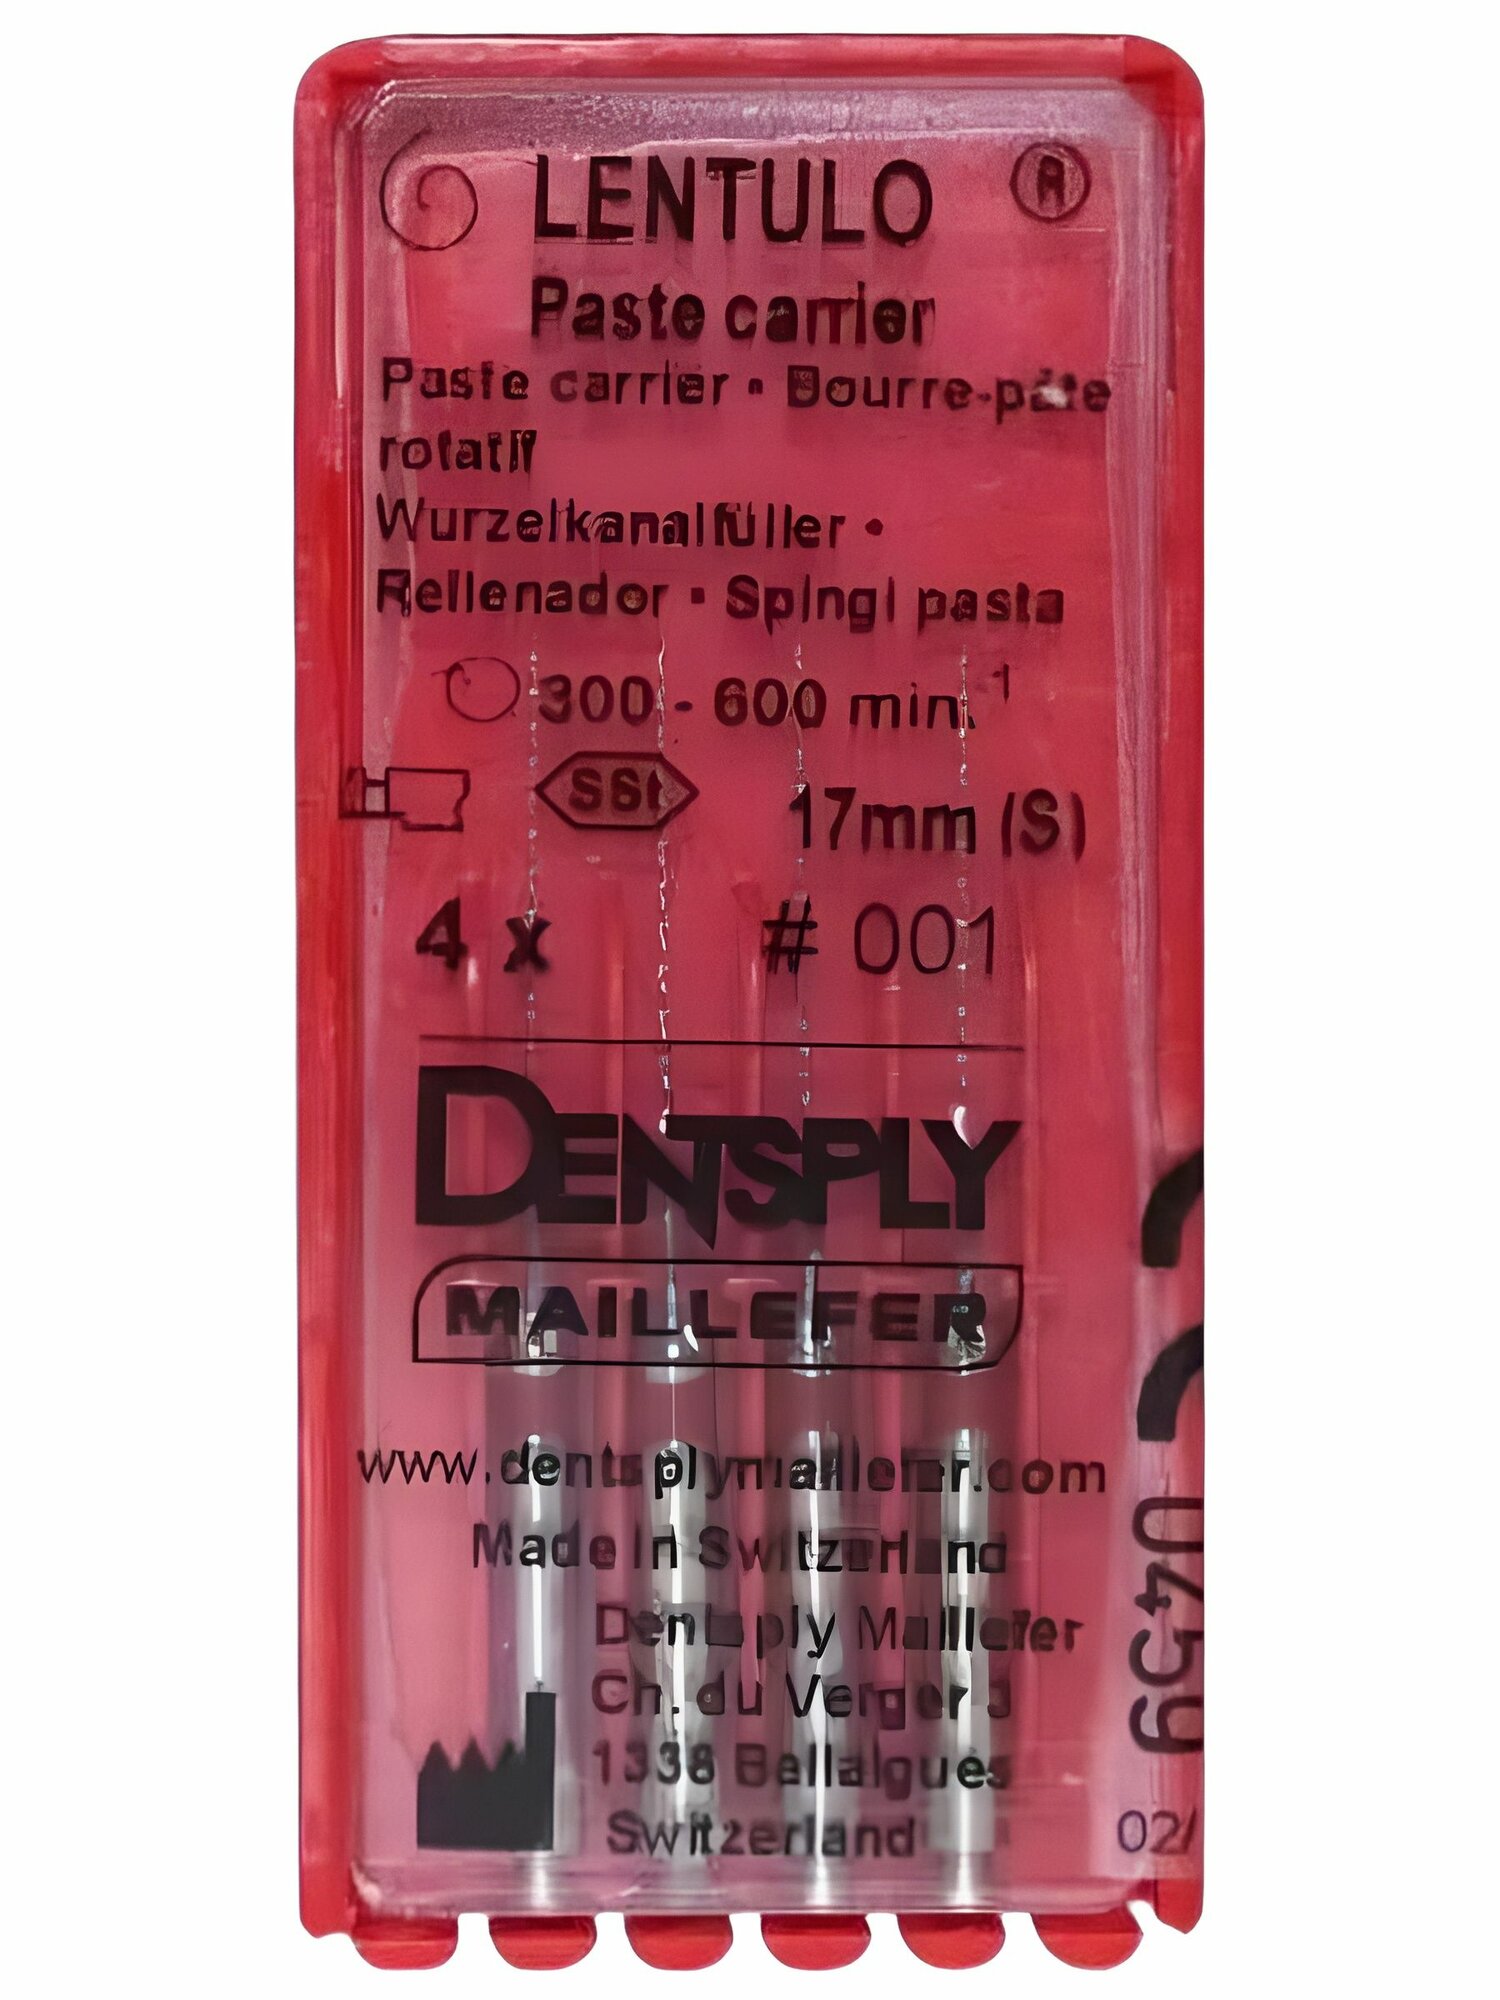 LENTULO ®
Paste carrier
Paste carrier • Bourre-pâte
rotatif
Wurzelkanalfüller •
Rellenador • Spingi pasta
300 - 600 min.-1
SSt
17mm (S)
4 x # 001
DENTSPLY
MAILLEFER
www.dentsplymaillefer.com
Made in Switzerland
Dentsply Maillefer
Ch. du Verger 3
1338 Ballaigues
Switzerland
CE
0459
02/